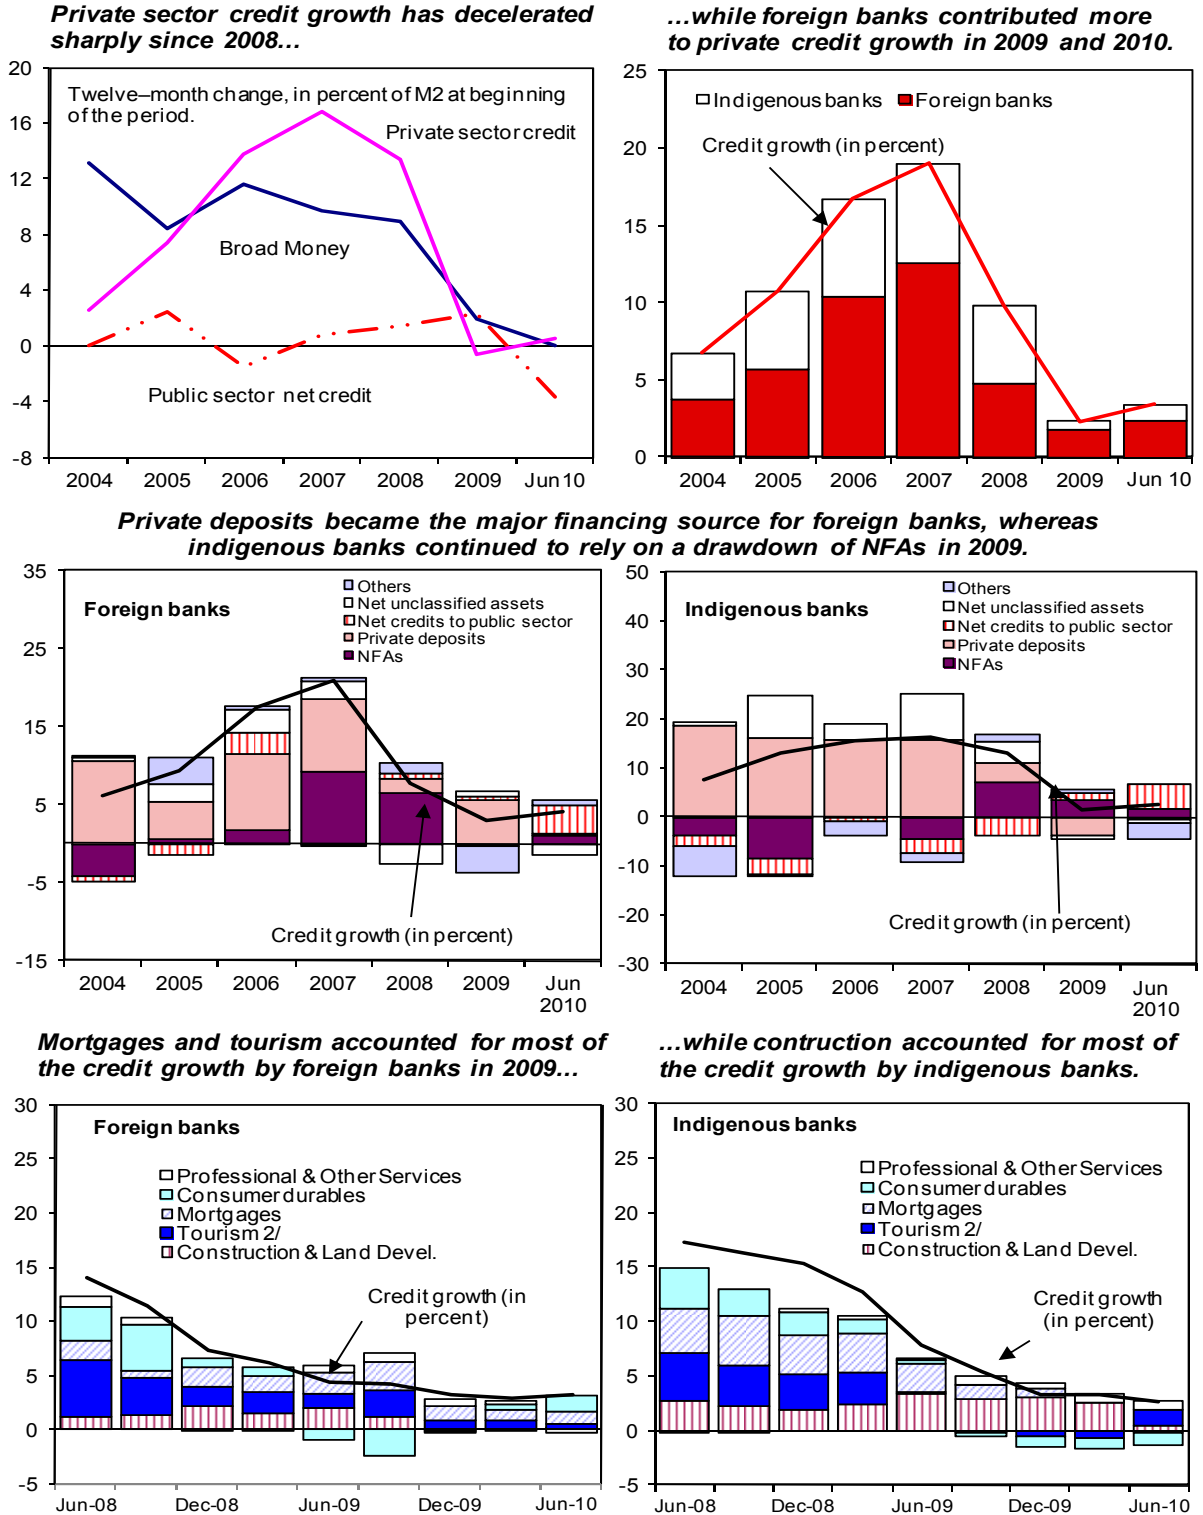 Private sector credit growth has decelerated
sharply since 2008…
20
16
12
8
4
0
-4
-8
Twelve–month change, in percent of M2 at beginning
of the period.
Private sector credit
Broad Money
Public sector net credit
2004 2005 2006 2007 2008 2009 Jun 10
…while foreign banks contributed more
to private credit growth in 2009 and 2010.
25
20
15
10
5
0
Indigenous banks Foreign banks
Credit growth (in percent)
2004 2005 2006 2007 2008 2009 Jun 10
Private deposits became the major financing source for foreign banks, whereas
indigenous banks continued to rely on a drawdown of NFAs in 2009.
35
25
15
5
-5
-15
Foreign banks
Others
Net unclassified assets
Net credits to public sector
Private deposits
NFAs
Credit growth (in percent)
2004 2005 2006 2007 2008 2009 Jun
2010
50
40
30
20
10
0
-10
-20
-30
Indigenous banks
Others
Net unclassified assets
Net credits to public sector
Private deposits
NFAs
Credit growth (in percent)
2004 2005 2006 2007 2008 2009 Jun
2010
Mortgages and tourism accounted for most of
the credit growth by foreign banks in 2009…
30
25
20
15
10
5
0
-5
Foreign banks
Professional & Other Services
Consumer durables
Mortgages
Tourism 2/
Construction & Land Devel.
Credit growth (in
percent)
Jun-08 Dec-08 Jun-09 Dec-09 Jun-10
…while contruction accounted for most of
the credit growth by indigenous banks.
30
25
20
15
10
5
0
-5
Indigenous banks
Professional & Other Services
Consumer durables
Mortgages
Tourism 2/
Construction & Land Devel.
Credit growth
(in percent)
Jun-08 Dec-08 Jun-09 Dec-09 Jun-10